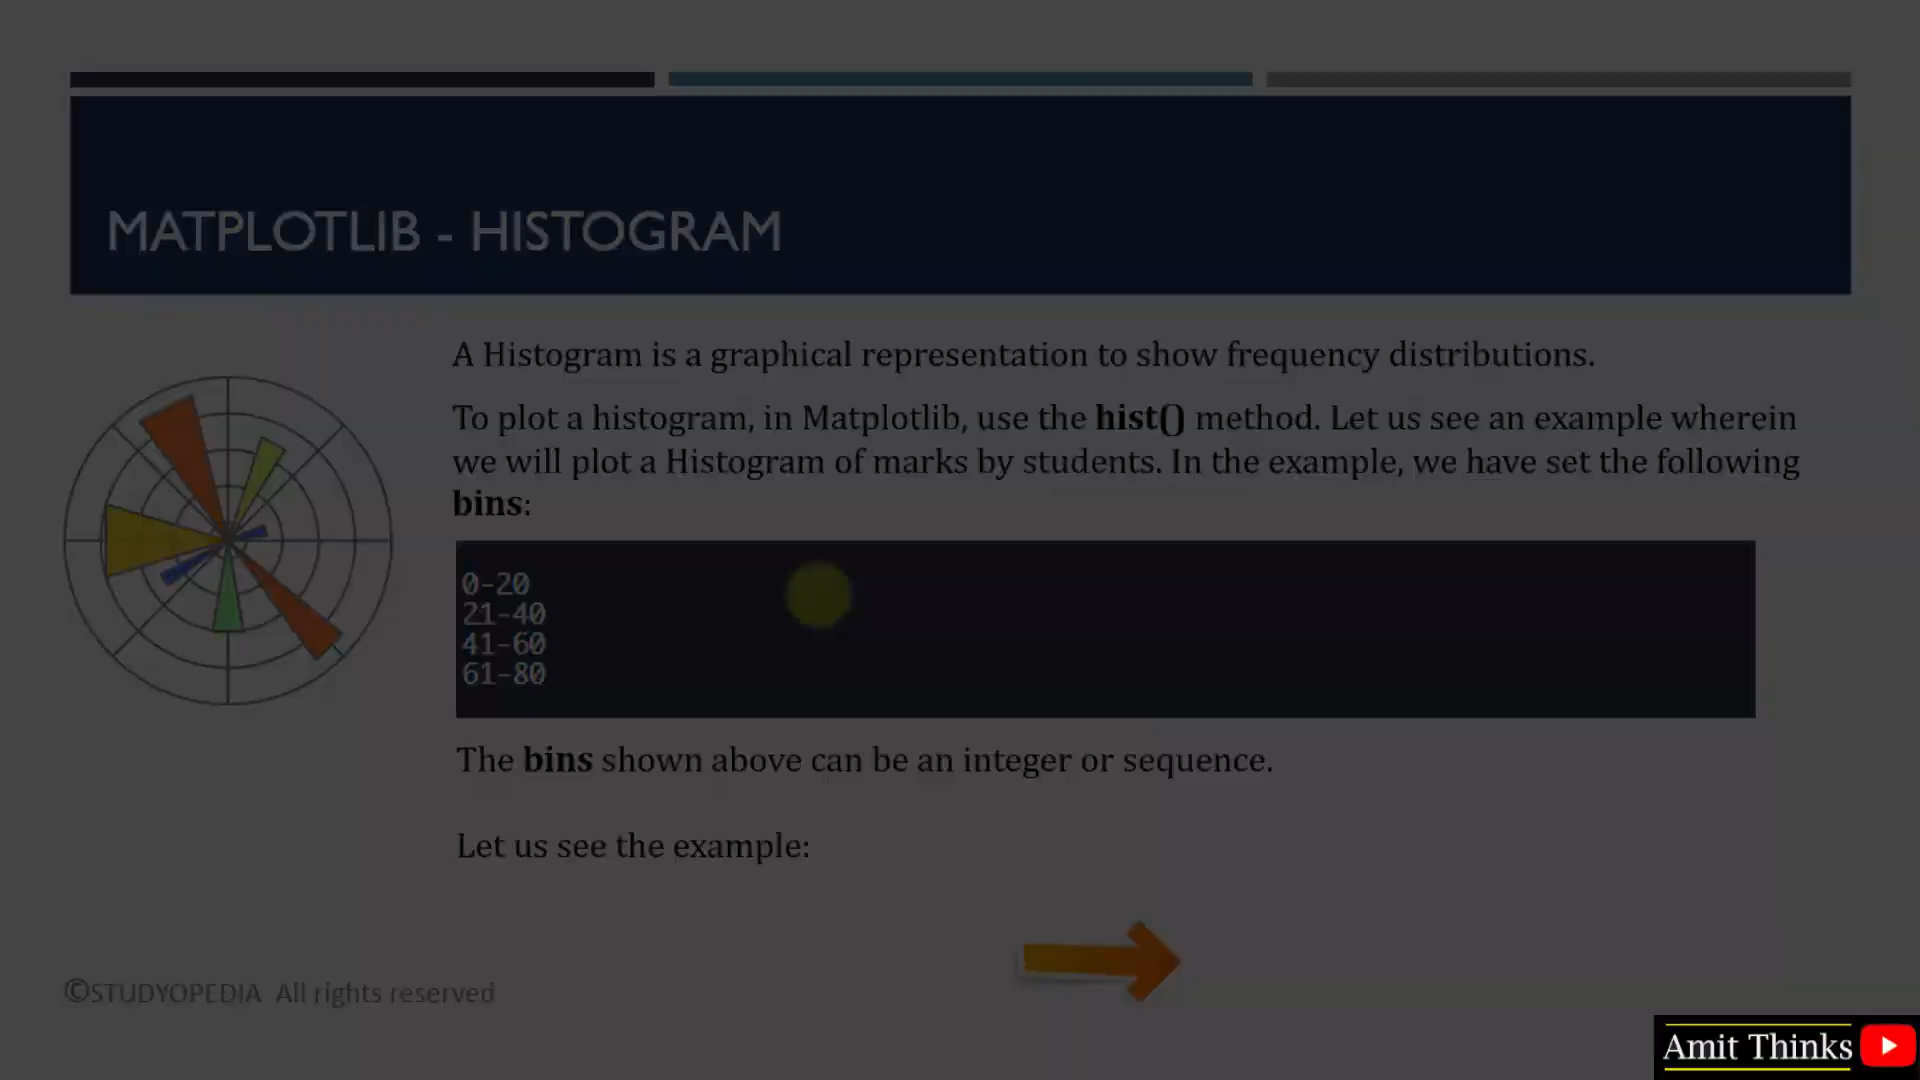 MATPLOTLIB - HISTOGRAM
A Histogram is a graphical representation to show frequency distributions.
To plot a histogram, in Matplotlib, use the hist() method. Let us see an example wherein
we will plot a Histogram of marks by students. In the example, we have set the following
bins:
0-20
21-40
41-60
61-80
The bins shown above can be an integer or sequence.
Let us see the example:
©STUDYOPEDIA All rights reserved
Amit Thinks